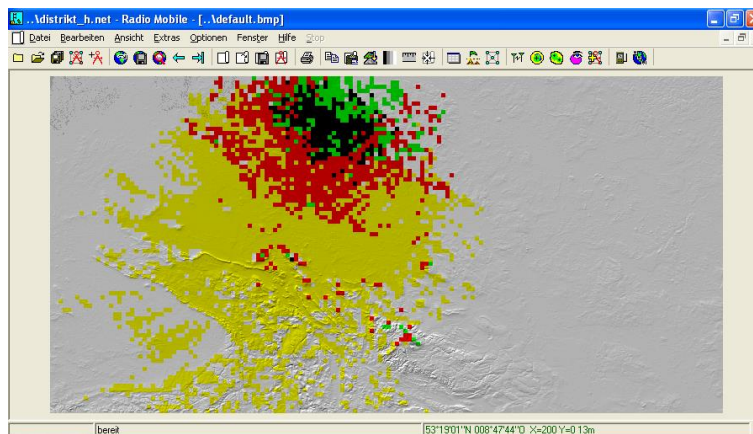 ..\distrikt_h.net - Radio Mobile - [..\default.bmp]
Datei Bearbeiten Ansicht Extras Optionen Fenster Hilfe Stop
bereit
53°19'01''N 008°47'44''O X=200 Y=0 13m